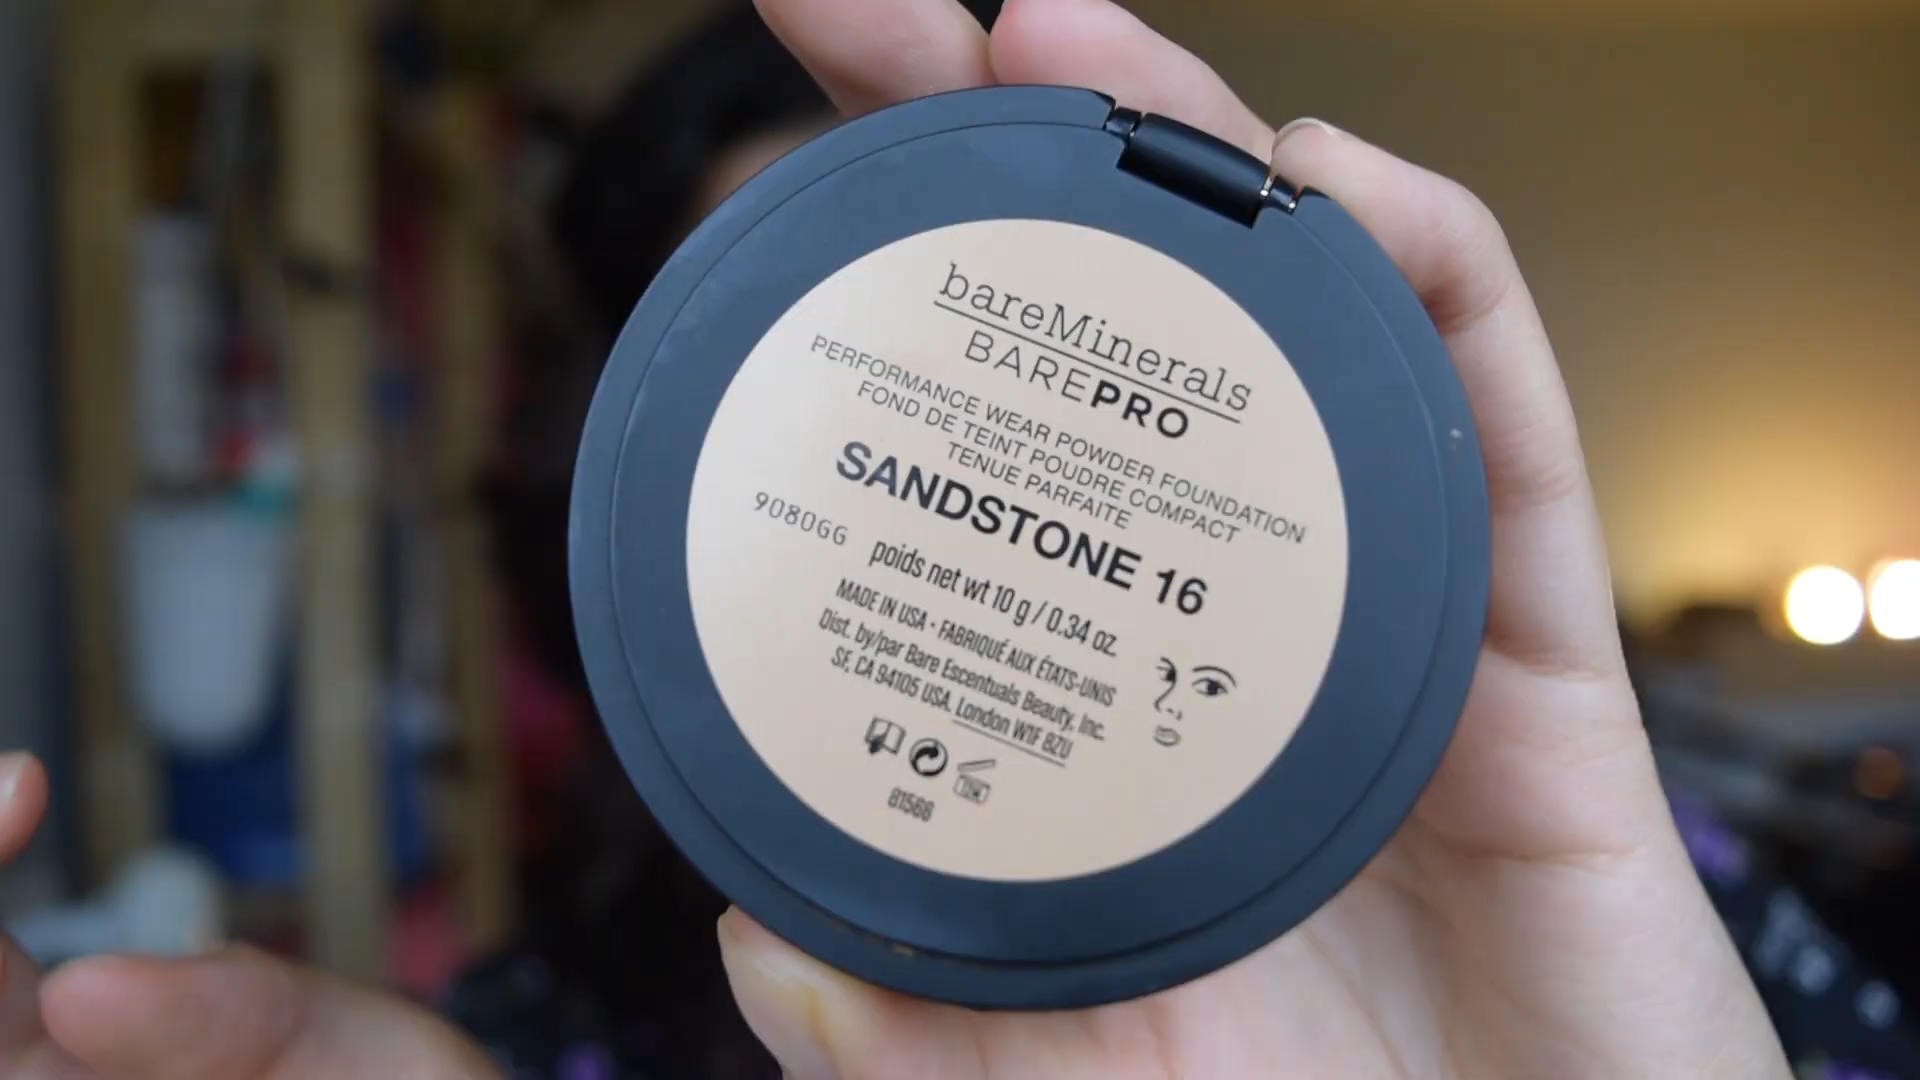 bareMinerals
BAREPRO
PERFORMANCE WEAR POWDER FOUNDATION
FOND DE TEINT POUDRE COMPACT
TENUE PARFAITE
SANDSTONE 16
9080GG
poids net wt 10 g / 0.34 oz.
MADE IN USA • FABRIQUÉ AUX ÉTATS-UNIS
Dist. by/par Bare Escentuals Beauty, Inc.
SF, CA 94105 USA. London W1F 8ZU
81568